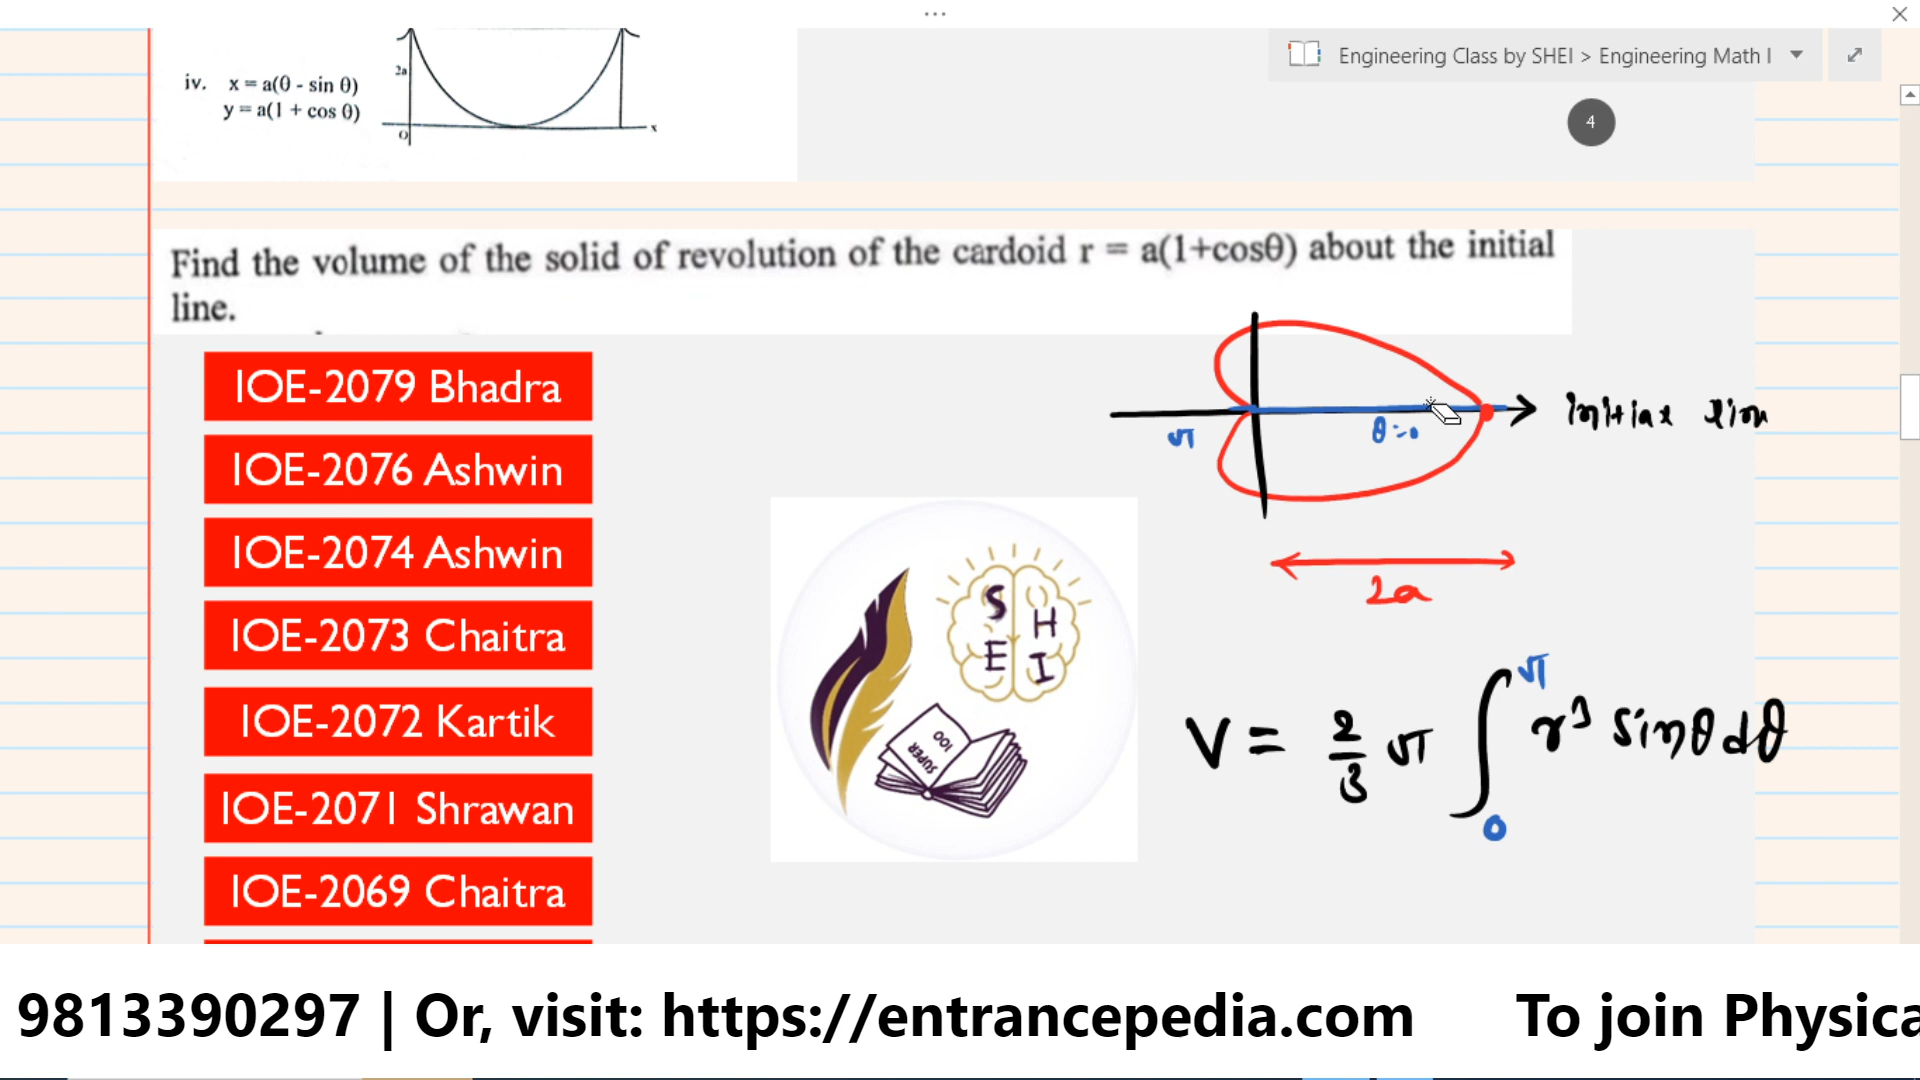 ...
Engineering Class by SHEI > Engineering Math I
4
iv. x = a(θ - sin θ)
y = a(1 + cos θ)
2a
O
x
Find the volume of the solid of revolution of the cardoid r = a(1+cosθ) about the initial
line.
IOE-2079 Bhadra
IOE-2076 Ashwin
IOE-2074 Ashwin
IOE-2073 Chaitra
IOE-2072 Kartik
IOE-2071 Shrawan
IOE-2069 Chaitra
π
θ=0
initial line
2a
S H
E I
SUPER
100
V = 2/3 π ∫₀^π r³ sinθ dθ
9813390297 | Or, visit: https://entrancepedia.com To join Physica